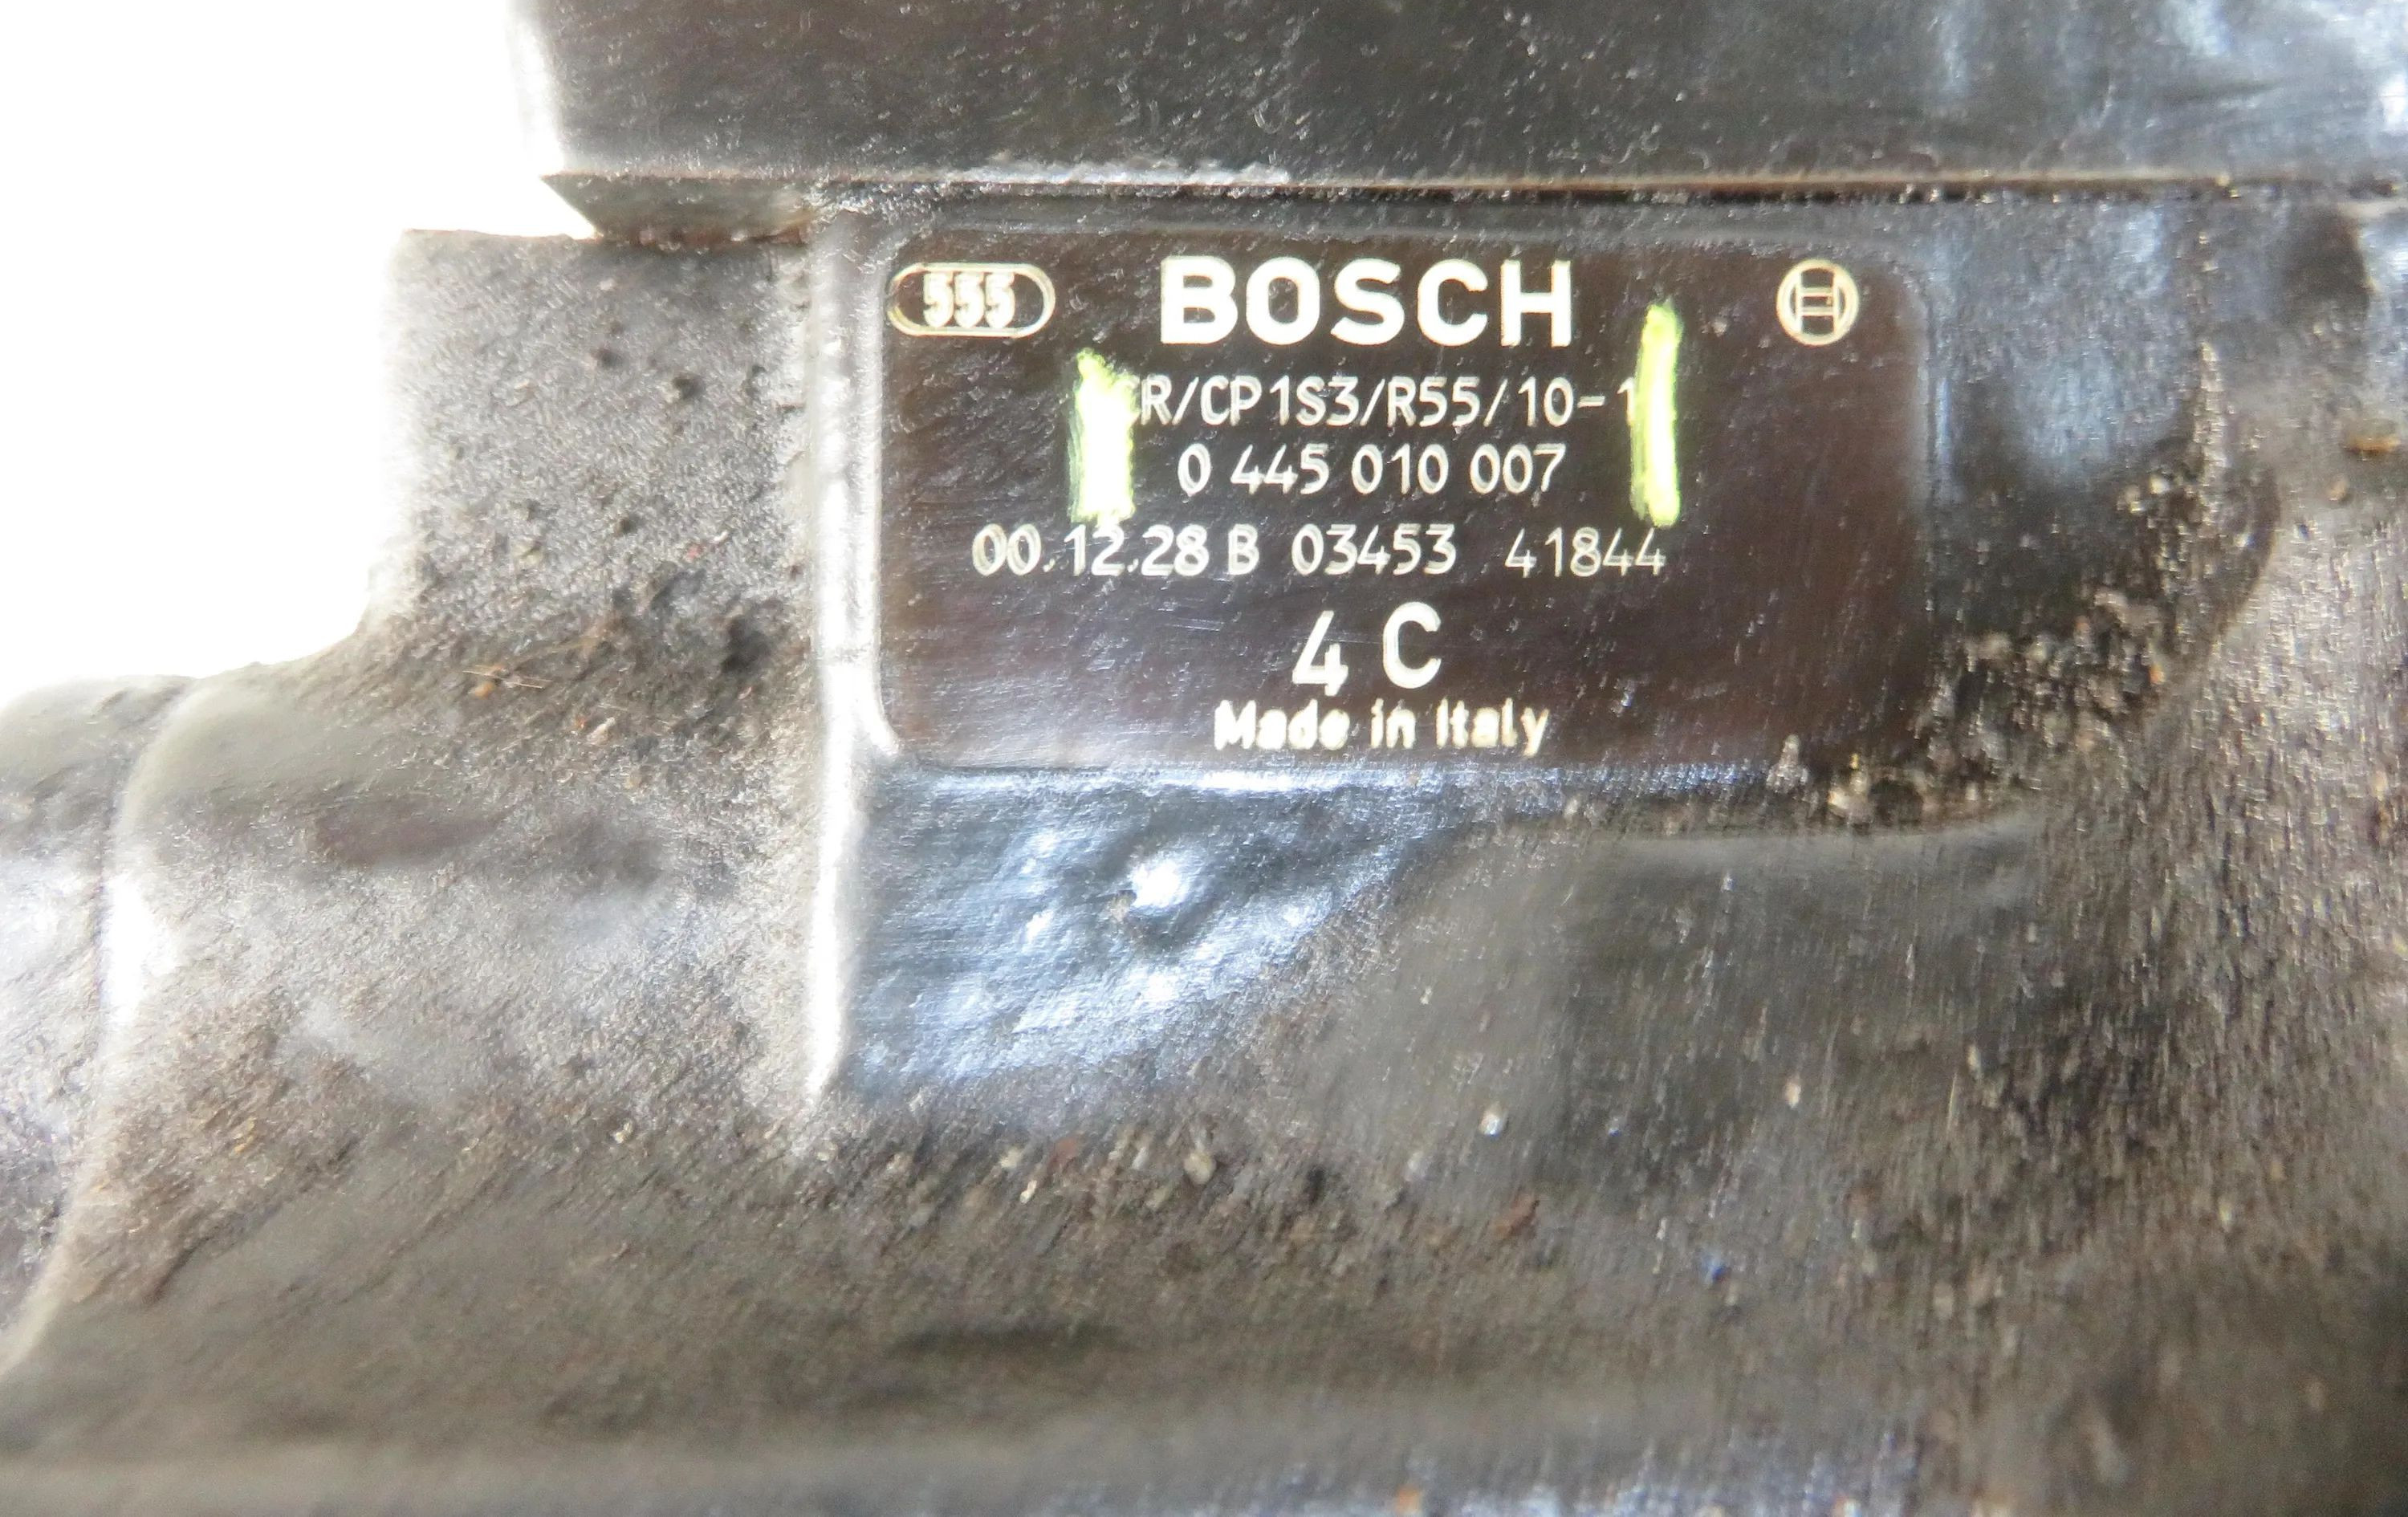 555 BOSCH
CR/CP1S3/R55/10-1
0 445 010 007
00.12.28 B 03453 41844
4 C
Made in Italy